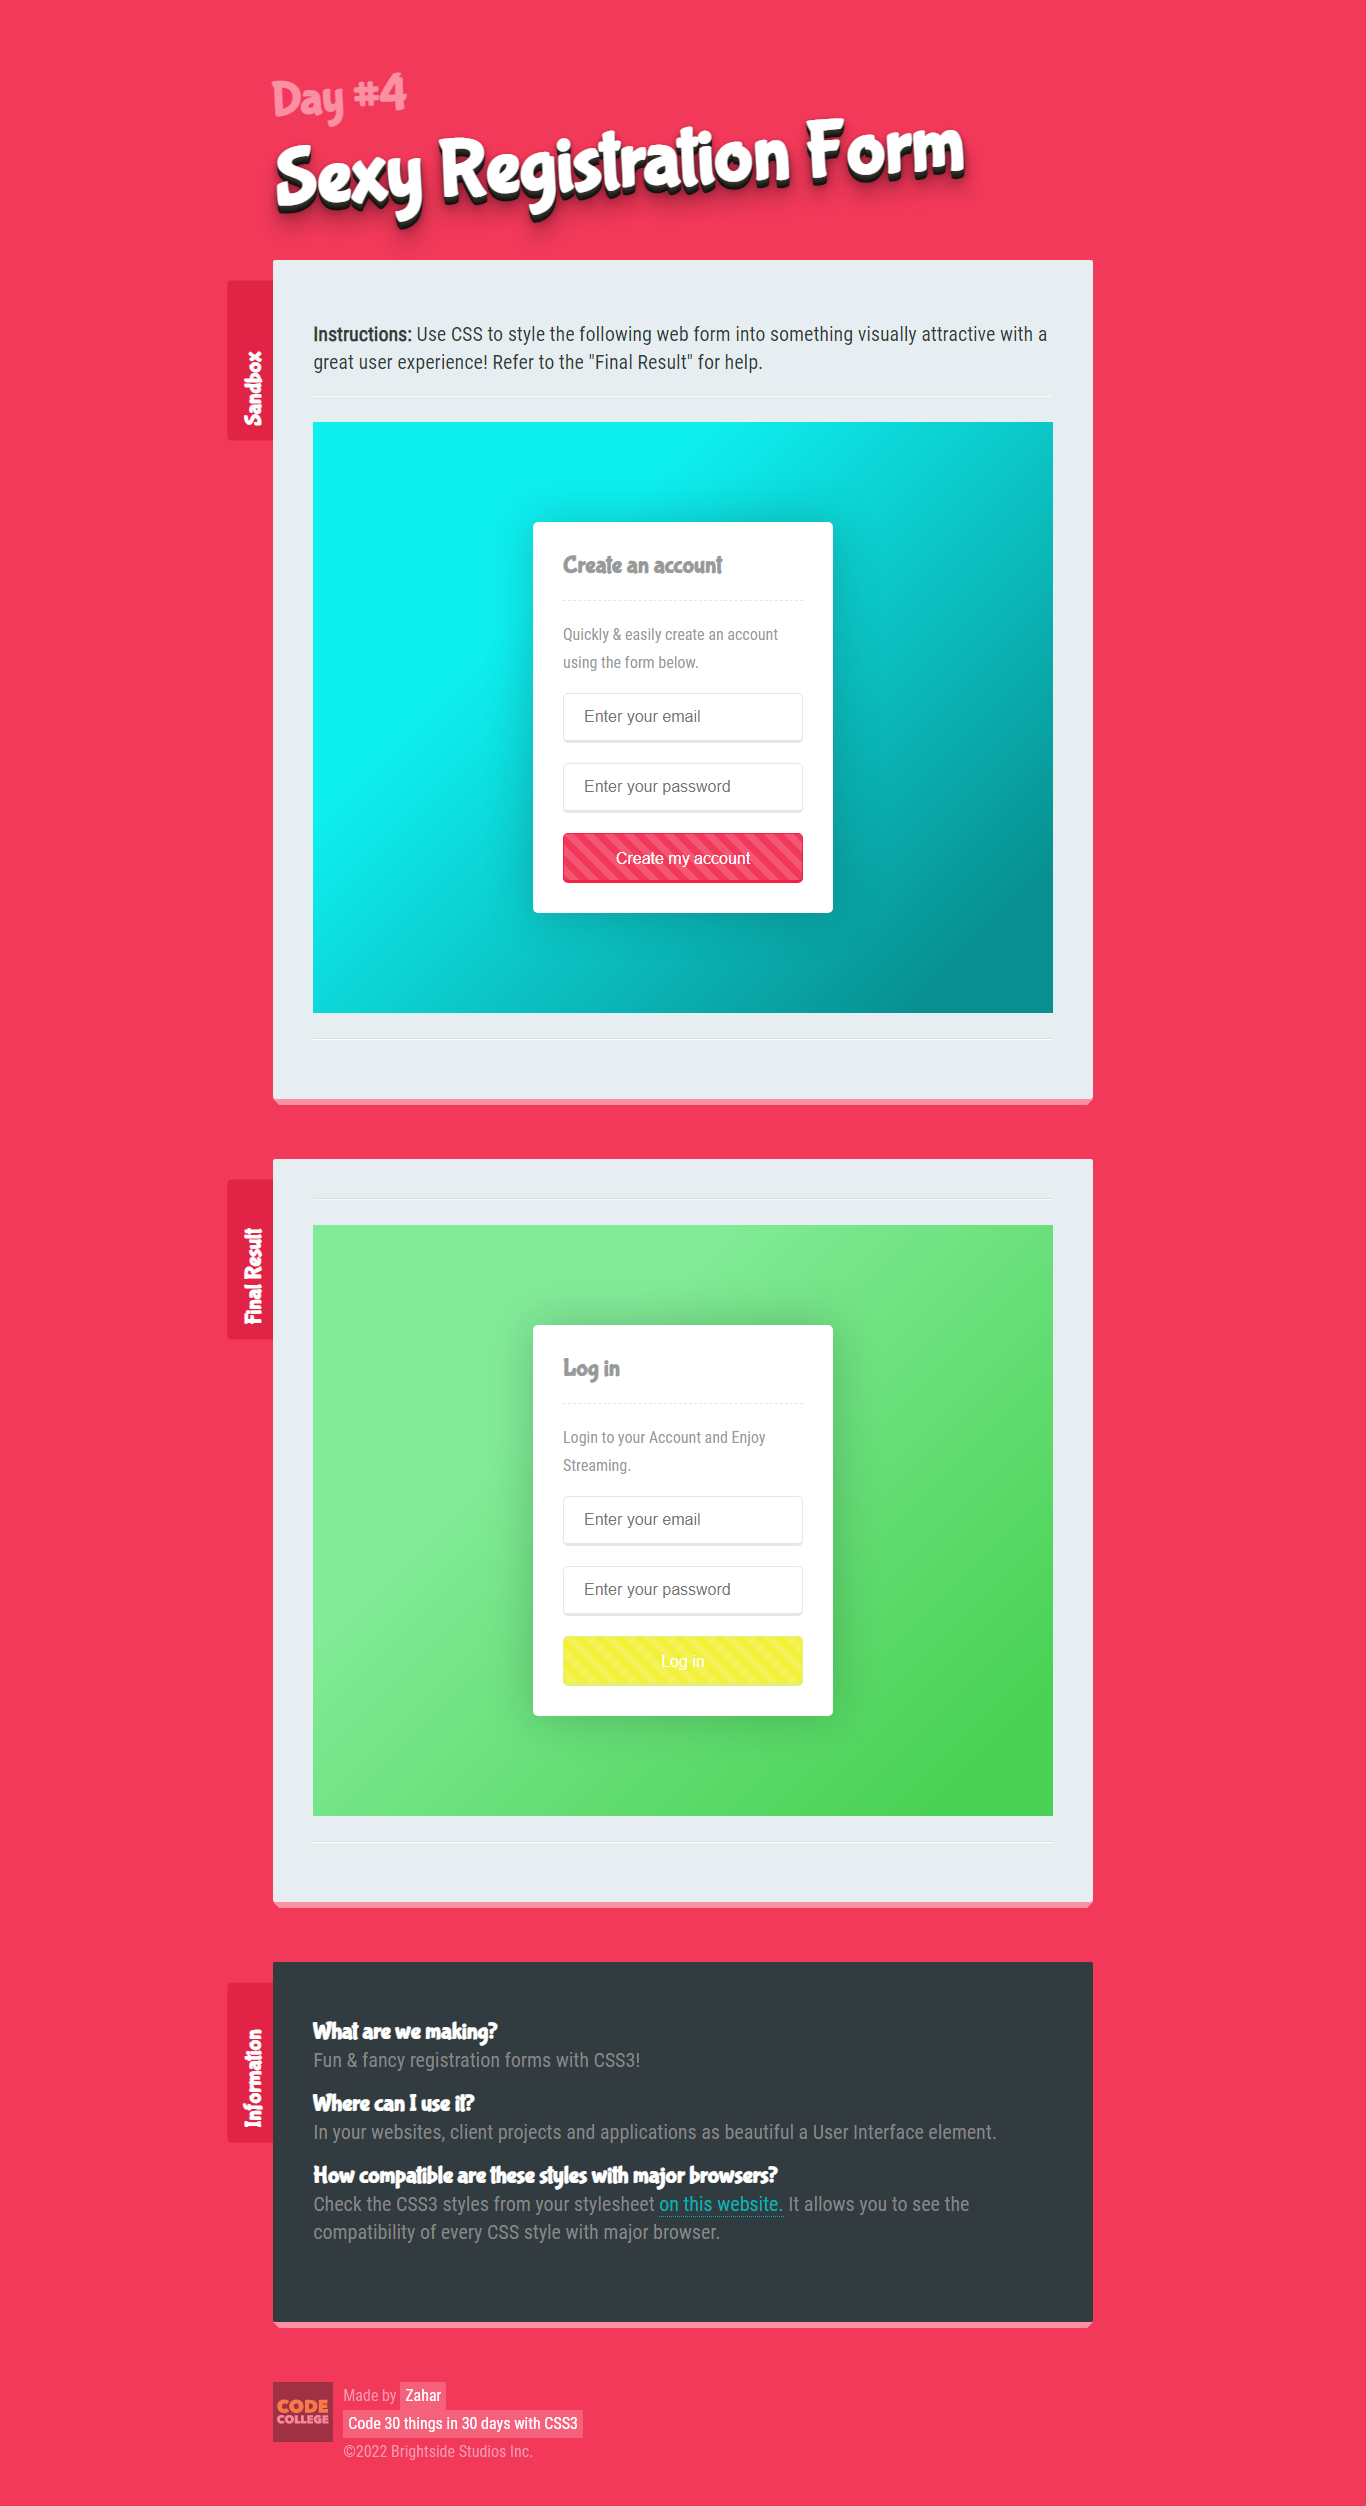 Day #4
Sexy Registration Form
Sandbox
Instructions: Use CSS to style the following web form into something visually attractive with a
great user experience! Refer to the "Final Result" for help.
Create an account
Quickly & easily create an account
using the form below.
Enter your email
Enter your password
Create my account
Final Result
Log in
Login to your Account and Enjoy
Streaming.
Enter your email
Enter your password
Log in
Information
What are we making?
Fun & fancy registration forms with CSS3!
Where can I use it?
In your websites, client projects and applications as beautiful a User Interface element.
How compatible are these styles with major browsers?
Check the CSS3 styles from your stylesheet on this website. It allows you to see the
compatibility of every CSS style with major browser.
CODE
COLLEGE
Made by Zahar
Code 30 things in 30 days with CSS3
©2022 Brightside Studios Inc.